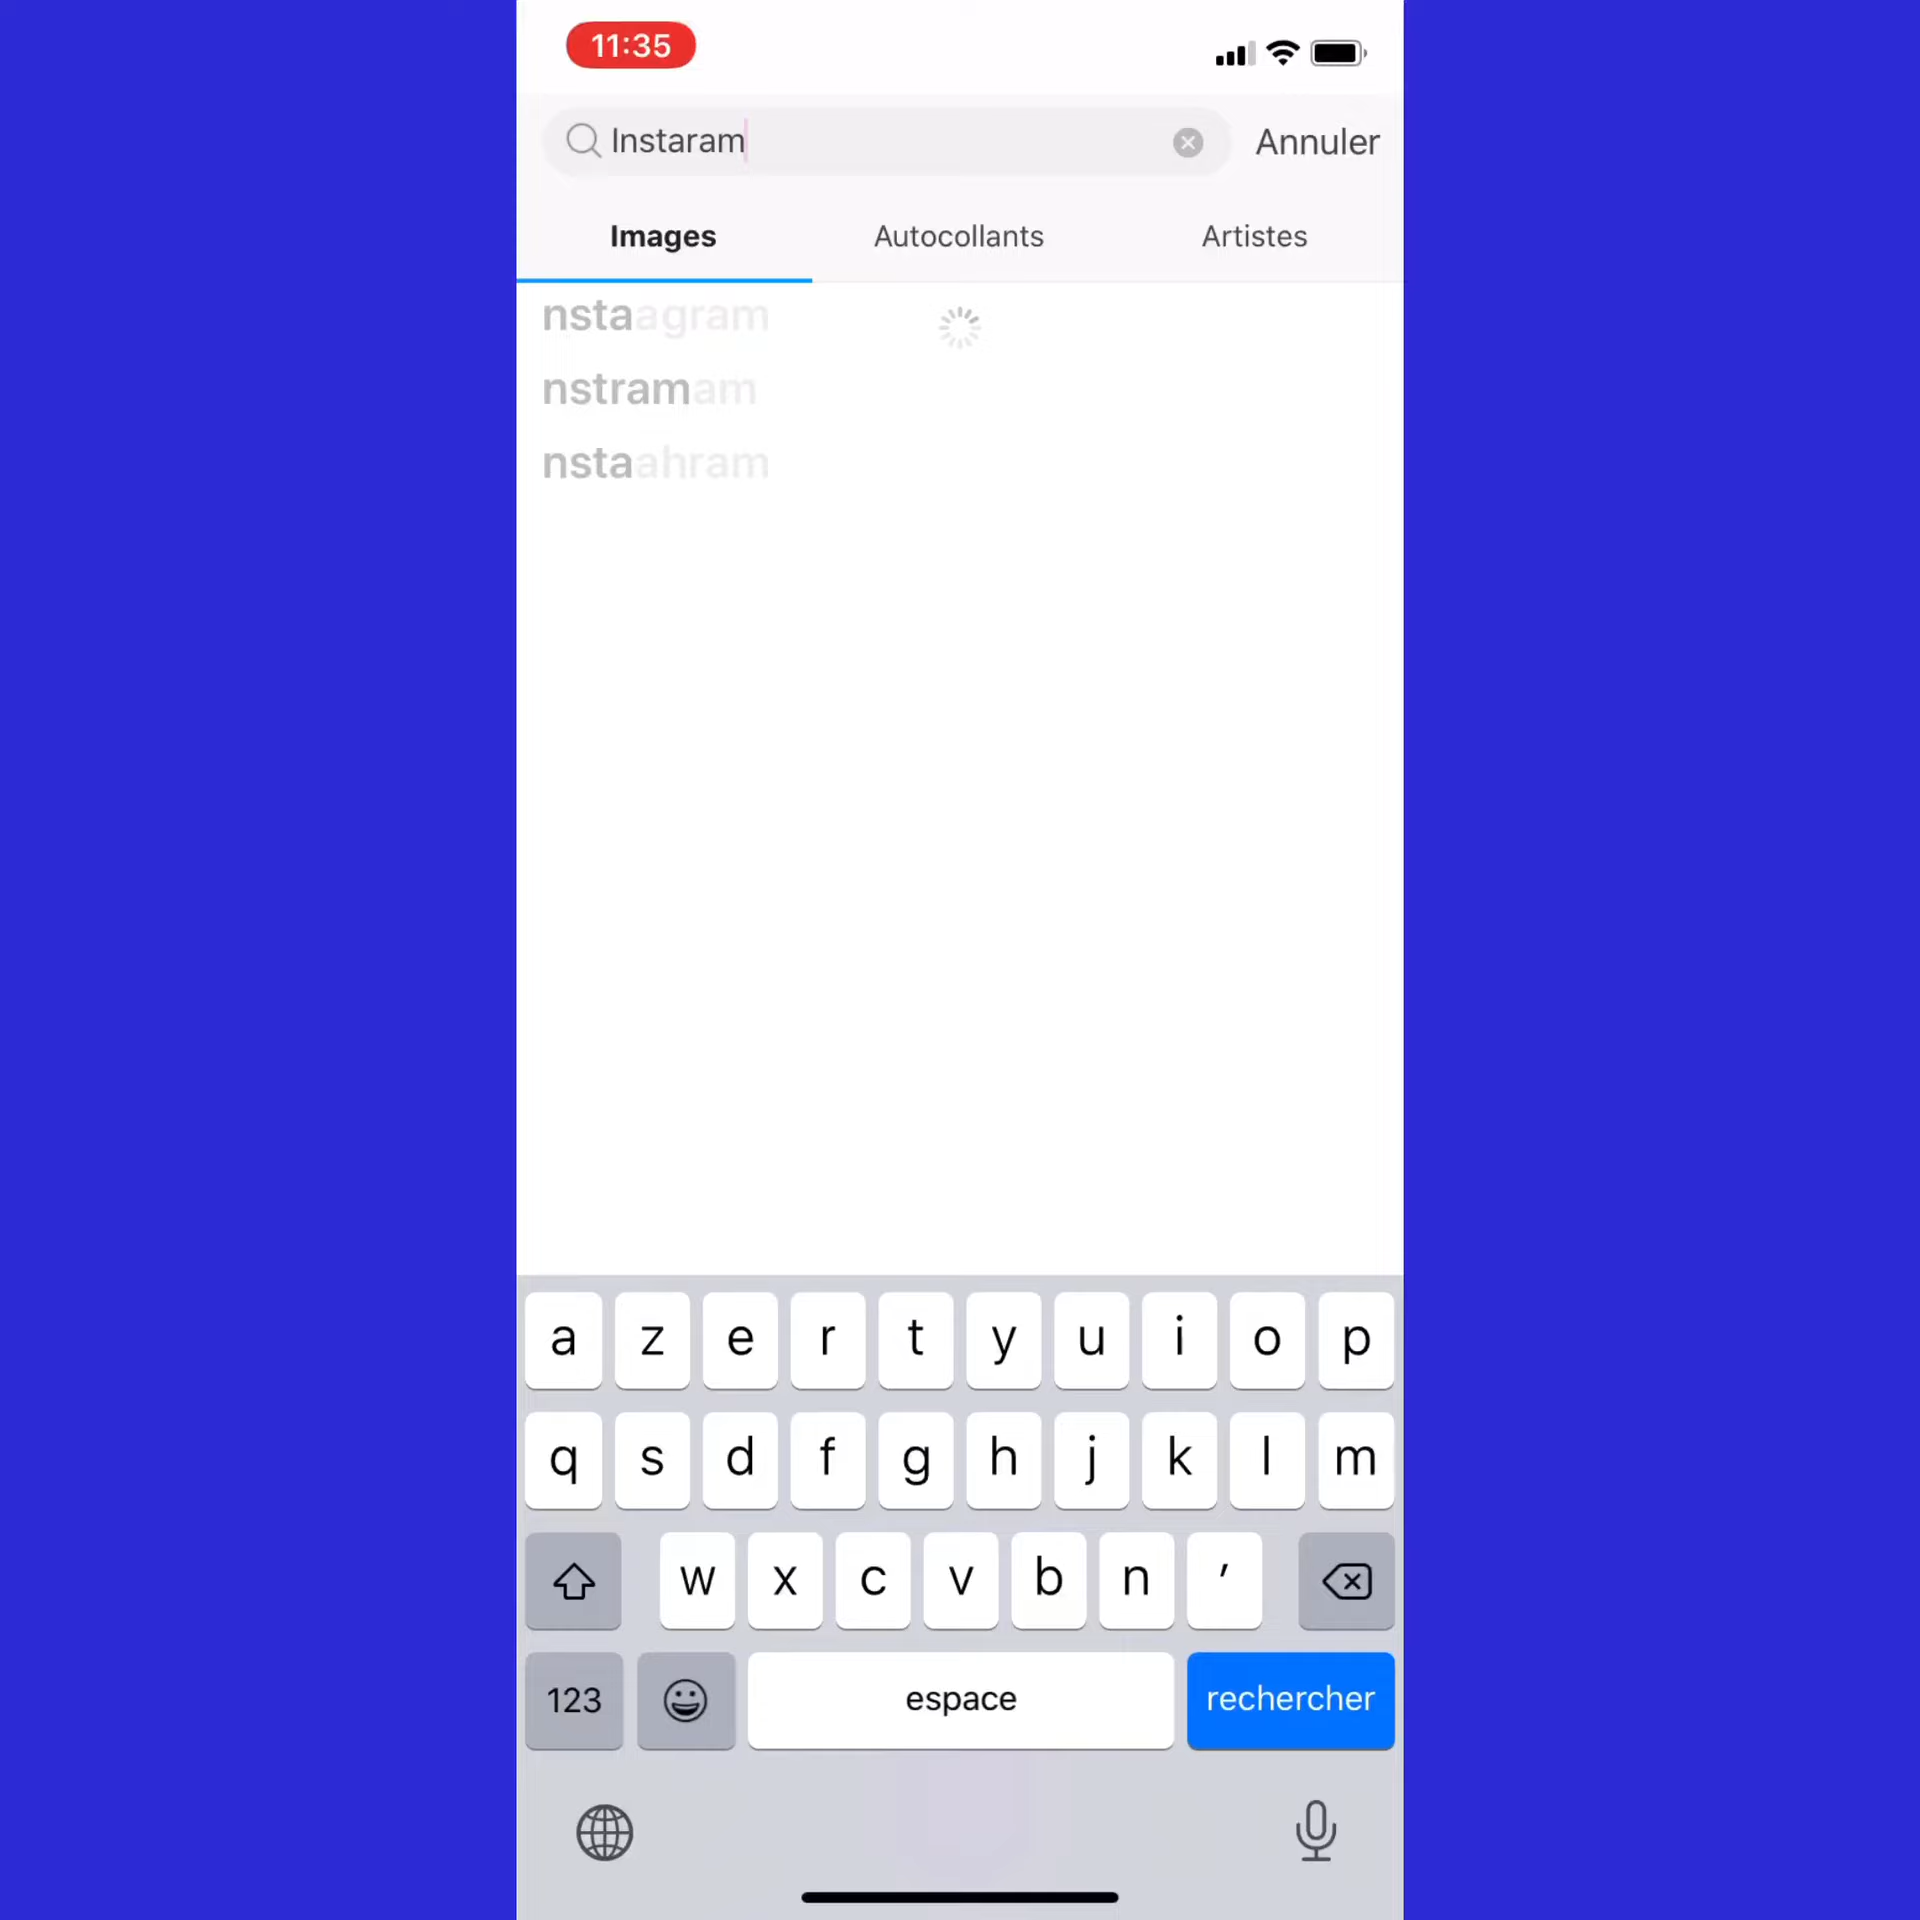 11:35
Instaram
Annuler
Images
Autocollants
Artistes
nstaagram
nstramam
nstaahram
a z e r t y u i o p
q s d f g h j k l m
w x c v b n ′
123
espace
rechercher